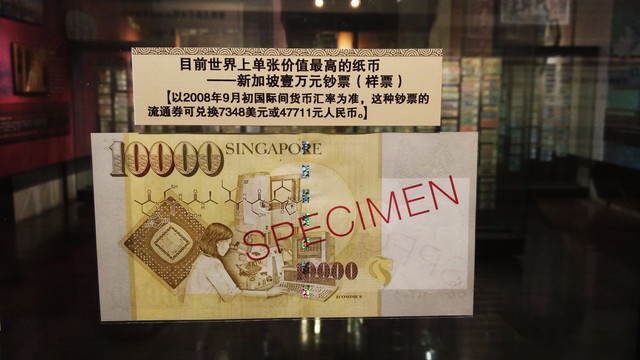 目前世界上单张价值最高的纸币
——新加坡壹万元钞票（样票）
【以2008年9月初国际间货币汇率为准，这种钞票的
流通券可兑换7348美元或47711元人民币。】
10000 SINGAPORE
SPECIMEN
10000
ECONOMICS